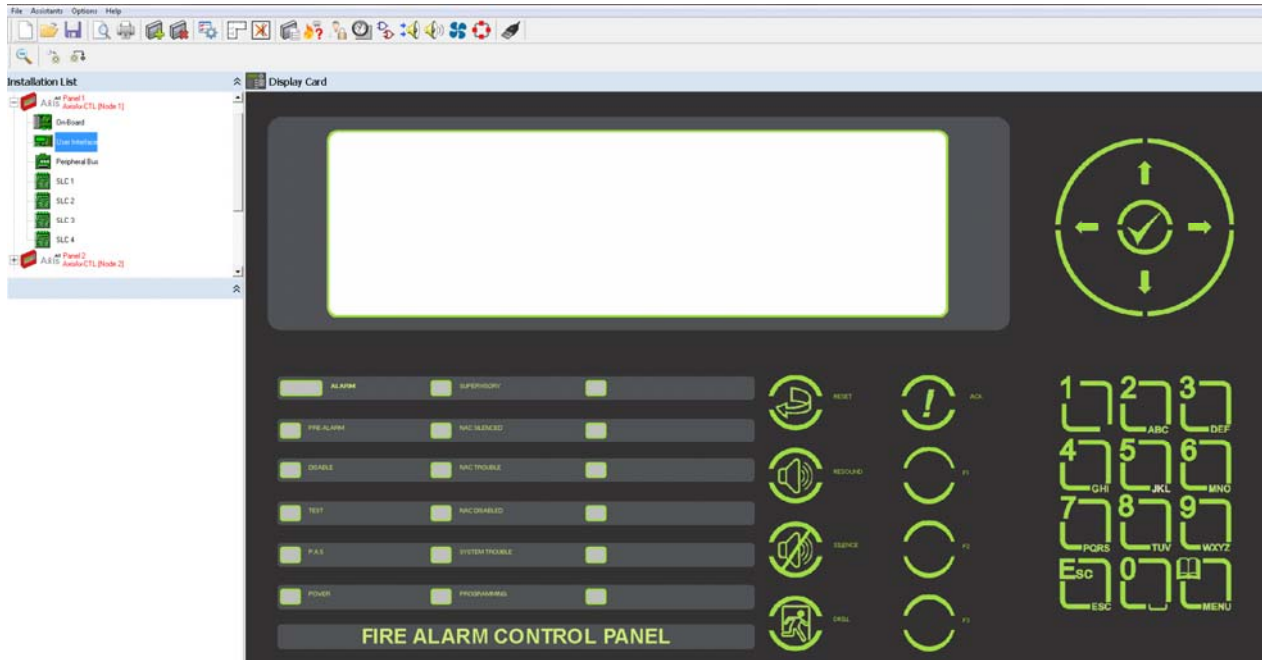 File Assistants Options Help
Installation List
Display Card
Axis AX Panel 1
AxisAx-CTL [Node 1]
On-Board
User Interface
Peripheral Bus
SLC 1
SLC 2
SLC 3
SLC 4
Axis AX Panel 2
AxisAx-CTL [Node 2]
ALARM SUPERVISORY
PRE-ALARM NAC SILENCED
DISABLE NAC TROUBLE
TEST NAC DISABLED
P.A.S SYSTEM TROUBLE
POWER PROGRAMMING
FIRE ALARM CONTROL PANEL
RESET ! ACK
RESOUND F1
SILENCE F2
DRILL F3
1 2 ABC 3 DEF
4 GHI 5 JKL 6 MNO
7 PQRS 8 TUV 9 WXYZ
Esc ESC 0 MENU